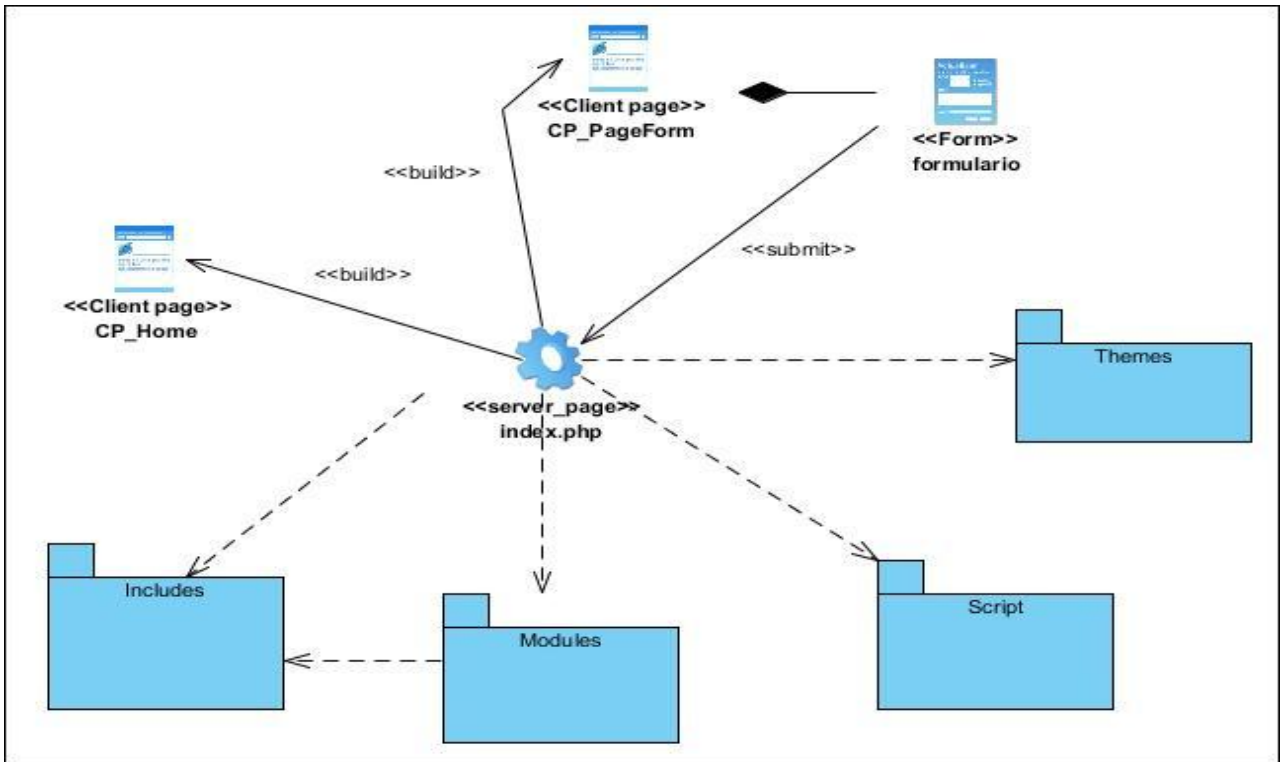 <<Client page>>
CP_PageForm
<<Form>>
formulario
<<build>>
<<submit>>
<<build>>
<<Client page>>
CP_Home
Themes
<<server_page>>
index.php
Includes
Script
Modules